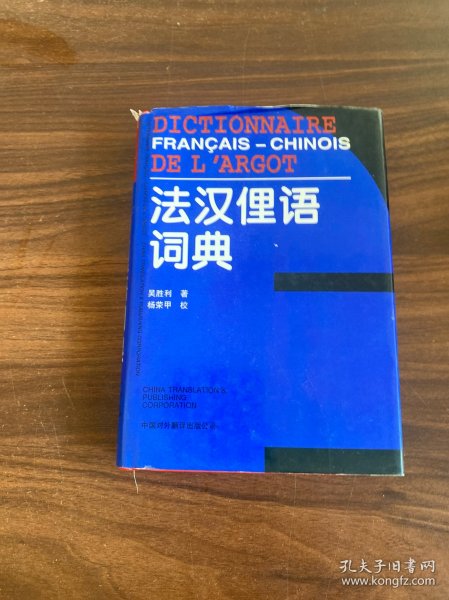 DICTIONNAIRE
FRANÇAIS – CHINOIS
DE L'ARGOT
法汉俚语
词典
吴胜利 著
杨荣甲 校
CHINA TRANSLATION &
PUBLISHING
CORPORATION
中国对外翻译出版公司
孔夫子旧书网
www.kongfz.com